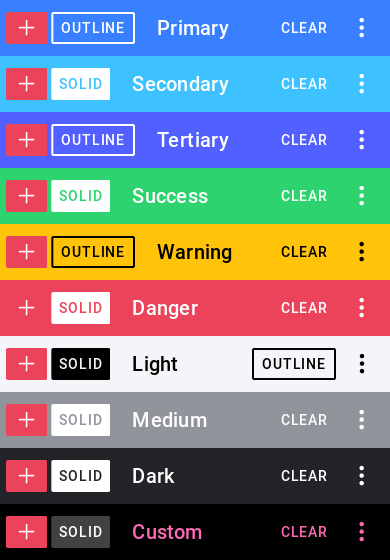 OUTLINE Primary CLEAR
SOLID Secondary CLEAR
OUTLINE Tertiary CLEAR
SOLID Success CLEAR
OUTLINE Warning CLEAR
SOLID Danger CLEAR
SOLID Light OUTLINE
SOLID Medium CLEAR
SOLID Dark CLEAR
SOLID Custom CLEAR